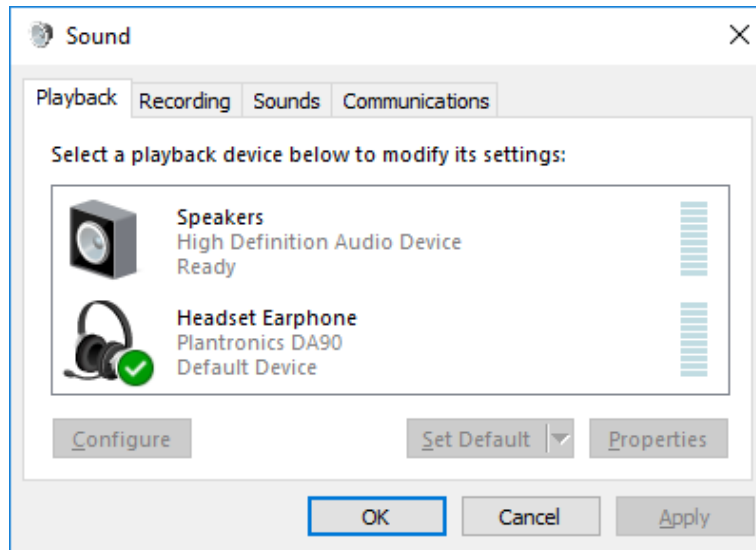 Sound
Playback Recording Sounds Communications
Select a playback device below to modify its settings:
Speakers
High Definition Audio Device
Ready
Headset Earphone
Plantronics DA90
Default Device
Configure Set Default Properties
OK Cancel Apply